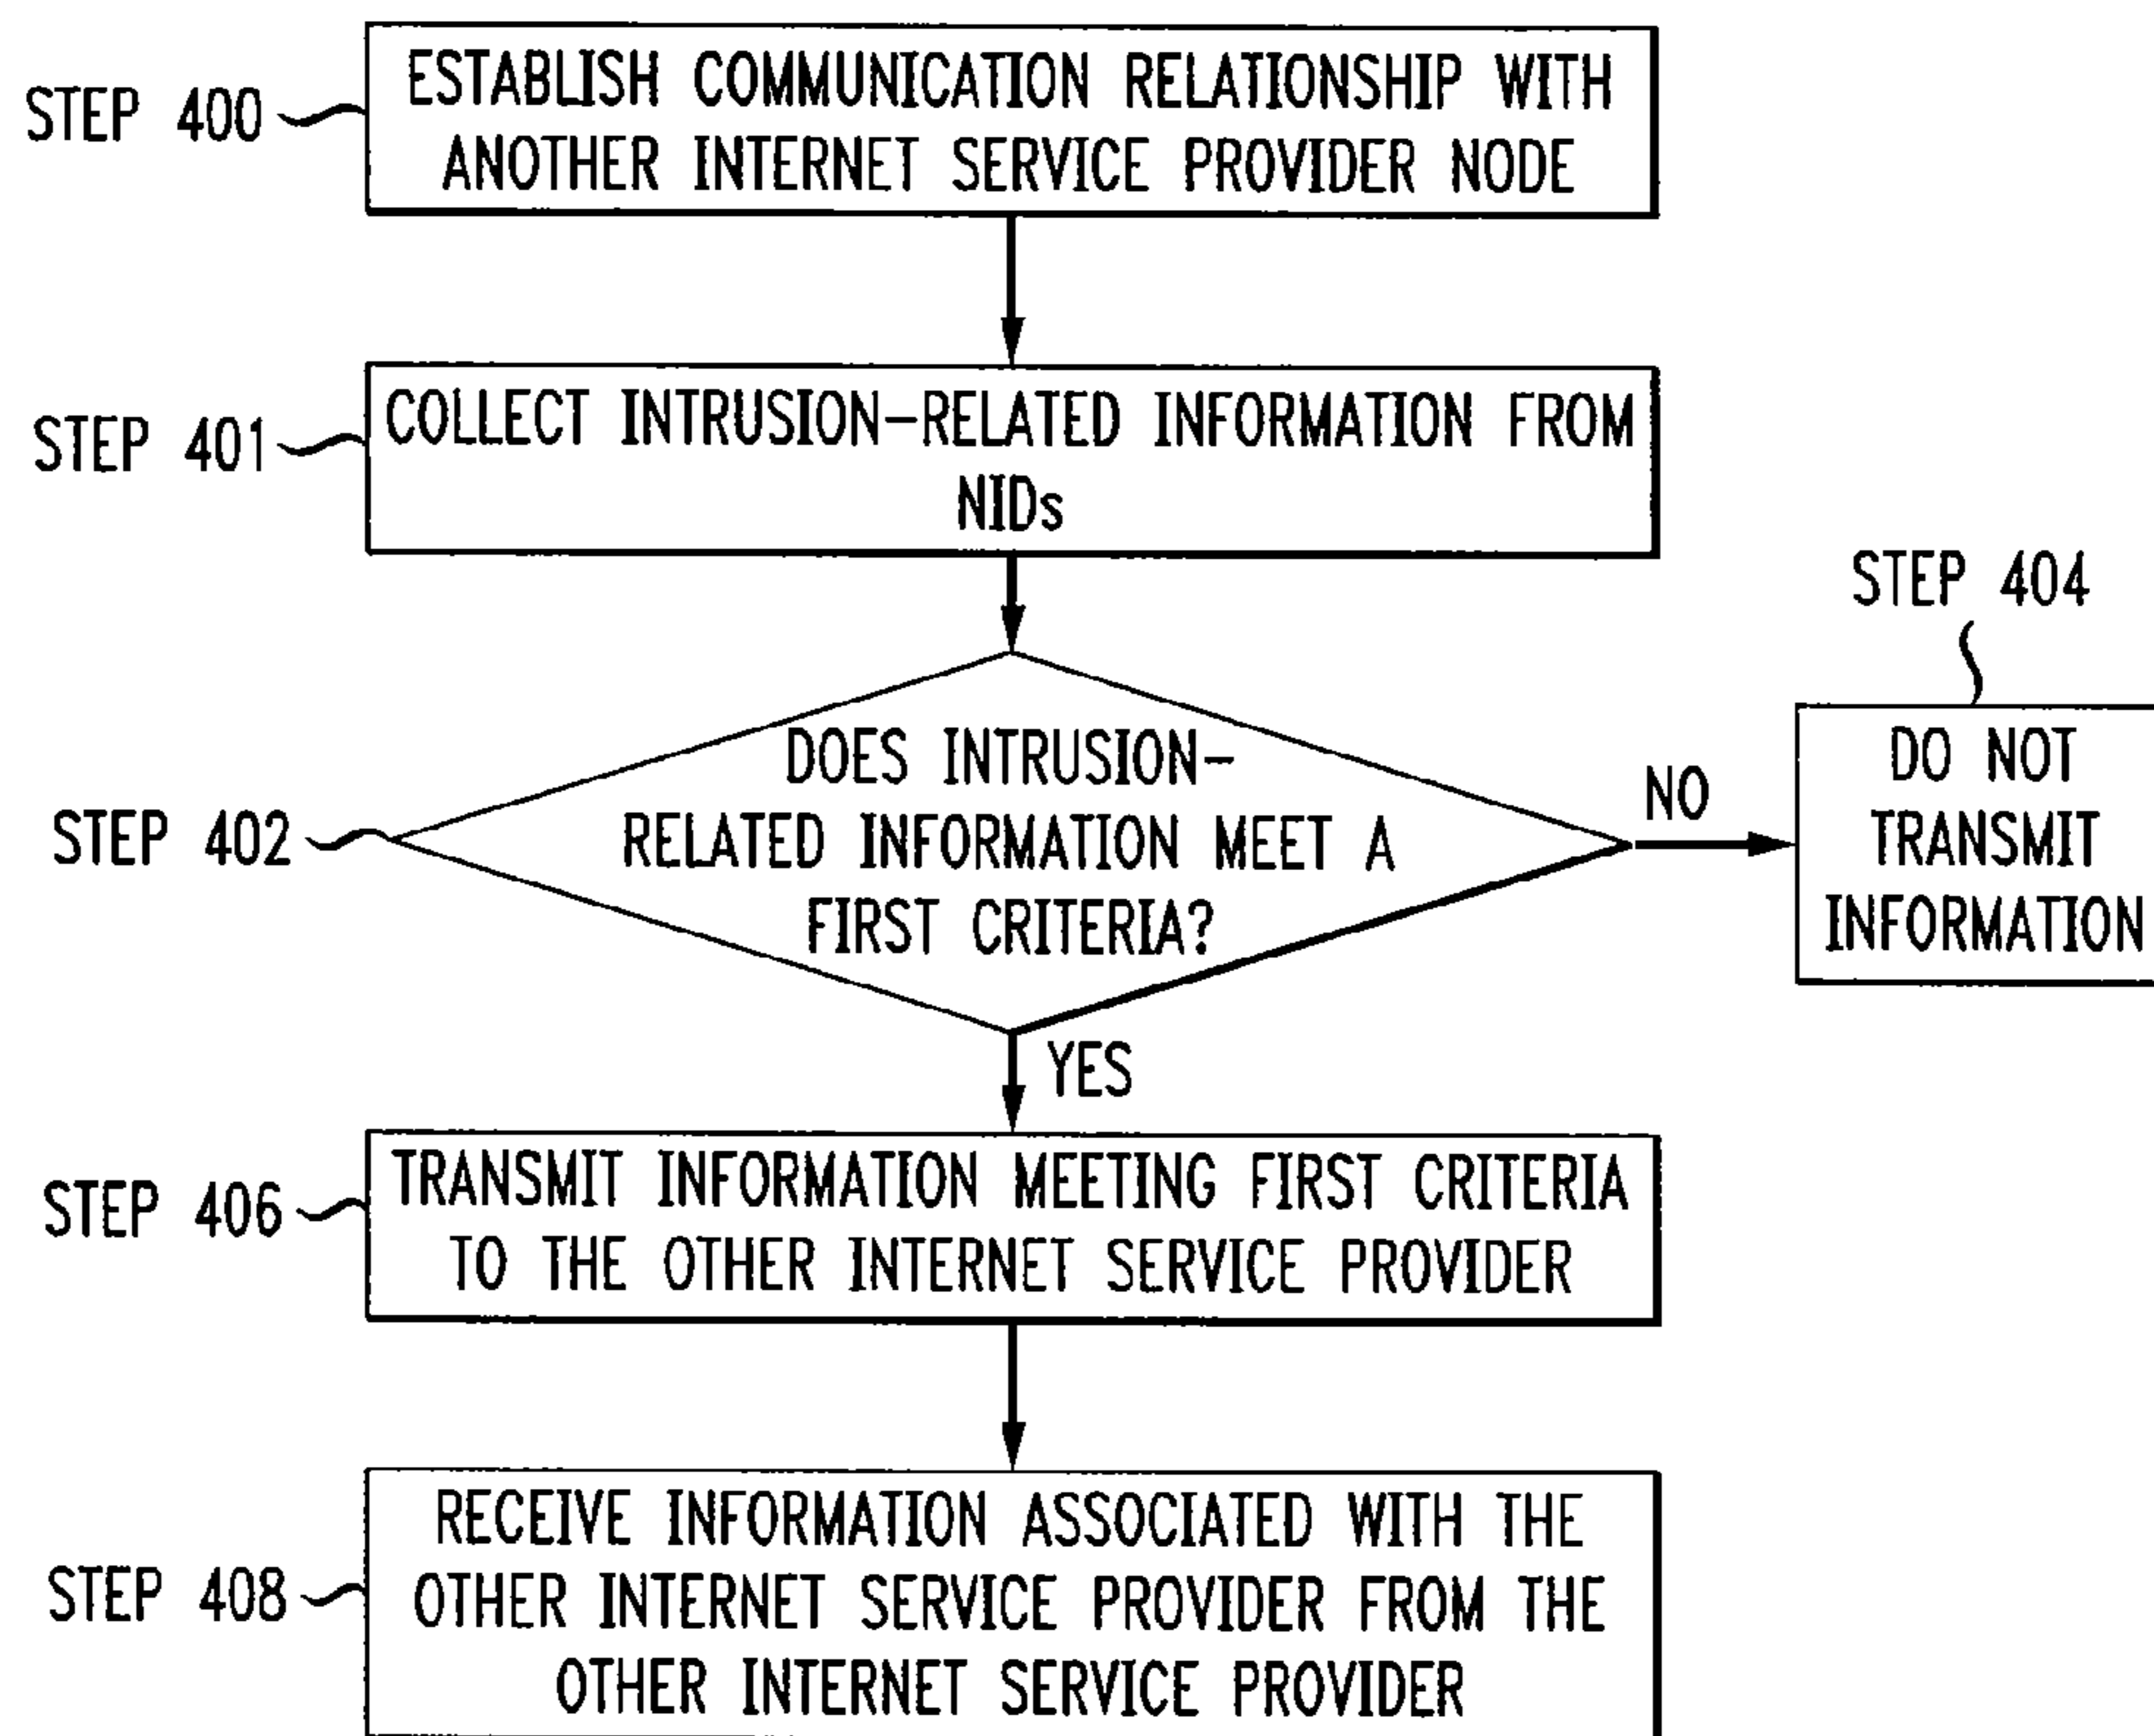 STEP 400
ESTABLISH COMMUNICATION RELATIONSHIP WITH
ANOTHER INTERNET SERVICE PROVIDER NODE
STEP 401
COLLECT INTRUSION-RELATED INFORMATION FROM
NIDs
STEP 402
DOES INTRUSION-
RELATED INFORMATION MEET A
FIRST CRITERIA?
NO
STEP 404
DO NOT
TRANSMIT
INFORMATION
YES
STEP 406
TRANSMIT INFORMATION MEETING FIRST CRITERIA
TO THE OTHER INTERNET SERVICE PROVIDER
STEP 408
RECEIVE INFORMATION ASSOCIATED WITH THE
OTHER INTERNET SERVICE PROVIDER FROM THE
OTHER INTERNET SERVICE PROVIDER